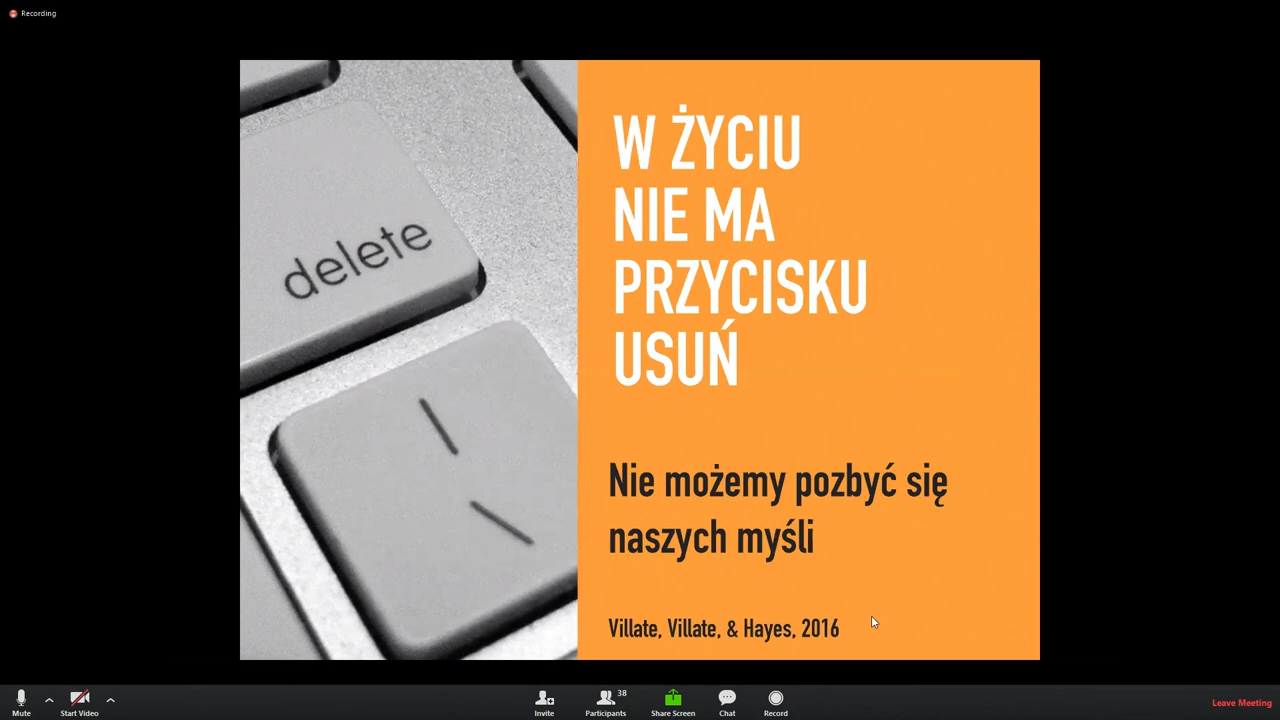 Recording
delete
W ŻYCIU
NIE MA
PRZYCISKU
USUŃ
Nie możemy pozbyć się
naszych myśli
Villate, Villate, & Hayes, 2016
Mute
Start Video
Invite
38
Participants
Share Screen
Chat
Record
Leave Meeting